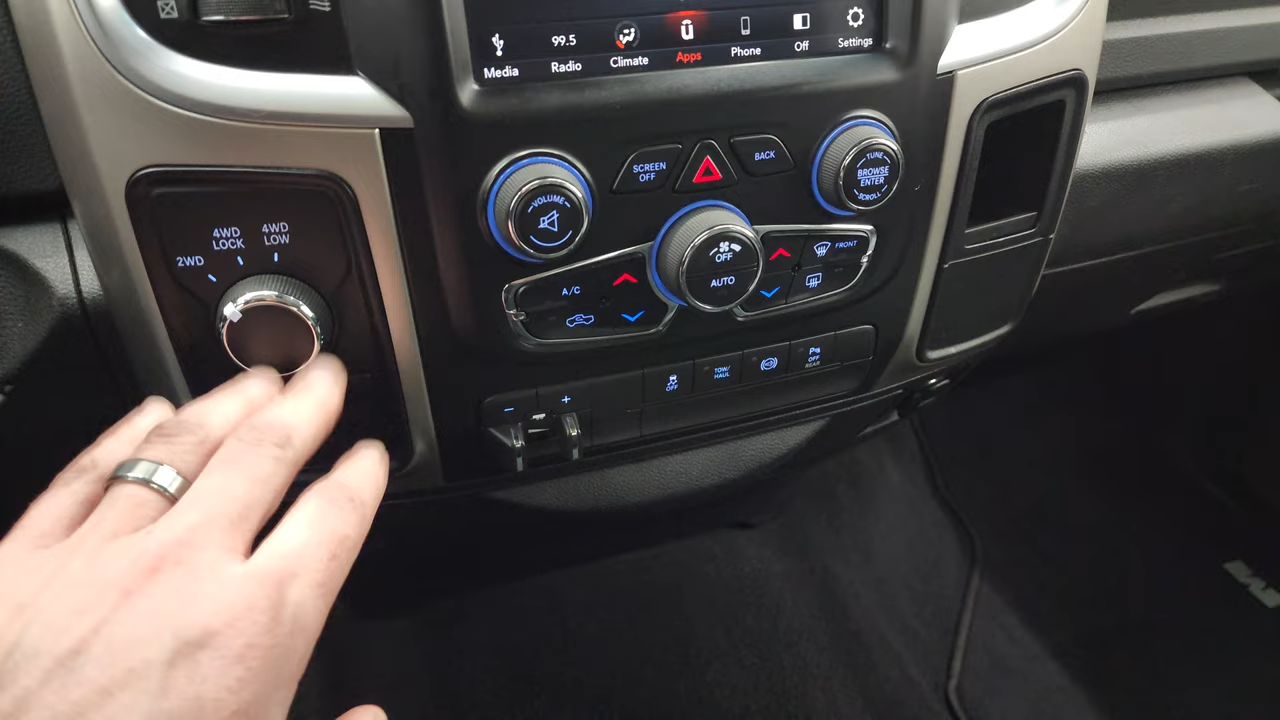 Media
99.5
Radio
Climate
Apps
Phone
Off
Settings
SCREEN
OFF
BACK
VOLUME
TUNE
BROWSE
ENTER
SCROLL
2WD
4WD
LOCK
4WD
LOW
OFF
AUTO
A/C
FRONT
OFF
TOW/
HAUL
P
OFF
REAR
- +